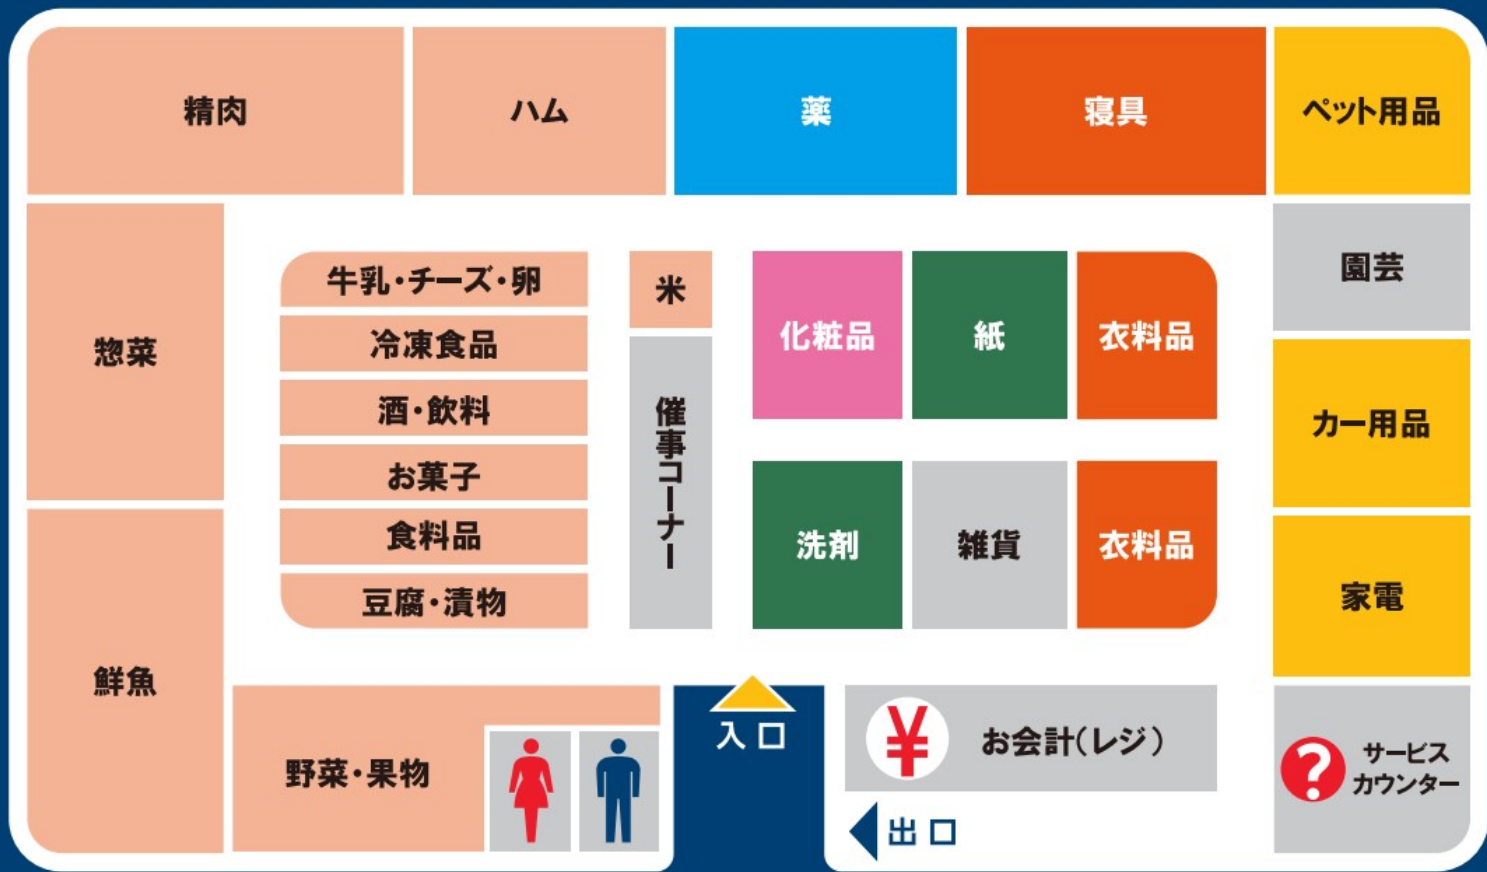 精肉
ハム
薬
寝具
ペット用品
惣菜
牛乳・チーズ・卵
冷凍食品
酒・飲料
お菓子
食料品
豆腐・漬物
米
催事コーナー
化粧品
紙
衣料品
洗剤
雑貨
衣料品
園芸
カー用品
家電
鮮魚
野菜・果物
入口
¥
お会計(レジ)
出口
?
サービス
カウンター